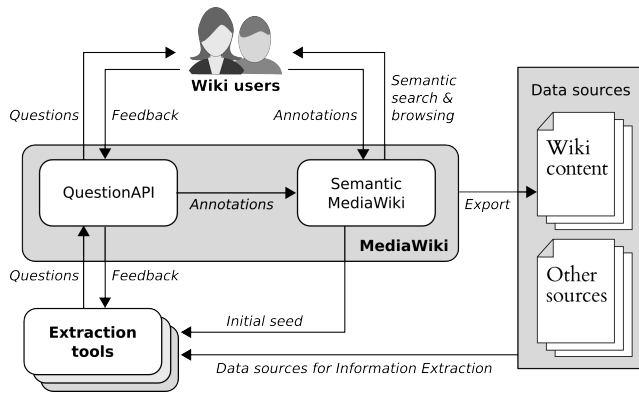 Wiki users
Questions
Feedback
Annotations
Semantic
search &
browsing
Data sources
Wiki
content
QuestionAPI
Annotations
Semantic
MediaWiki
Export
MediaWiki
Questions
Feedback
Other
sources
Initial seed
Extraction
tools
Data sources for Information Extraction